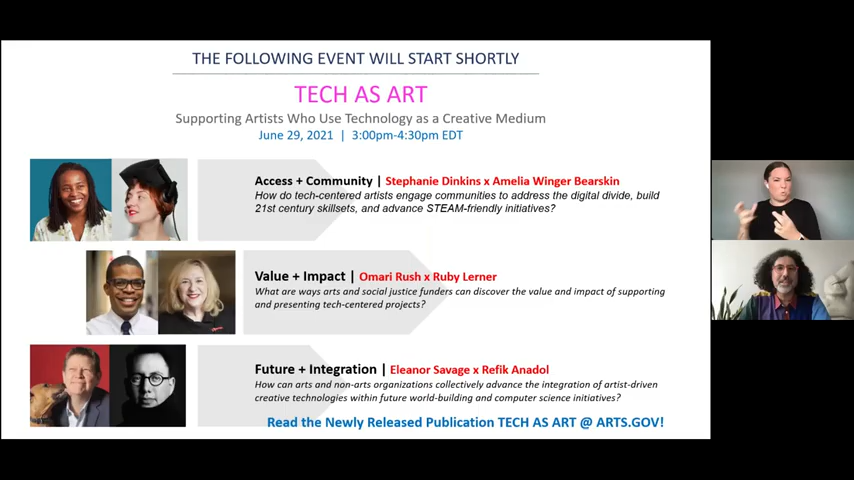 THE FOLLOWING EVENT WILL START SHORTLY
TECH AS ART
Supporting Artists Who Use Technology as a Creative Medium
June 29, 2021 | 3:00pm-4:30pm EDT
Access + Community | Stephanie Dinkins x Amelia Winger Bearskin
How do tech-centered artists engage communities to address the digital divide, build
21st century skillsets, and advance STEAM-friendly initiatives?
Value + Impact | Omari Rush x Ruby Lerner
What are ways arts and social justice funders can discover the value and impact of supporting
and presenting tech-centered projects?
Future + Integration | Eleanor Savage x Refik Anadol
How can arts and non-arts organizations collectively advance the integration of artist-driven
creative technologies within future world-building and computer science initiatives?
Read the Newly Released Publication TECH AS ART @ ARTS.GOV!